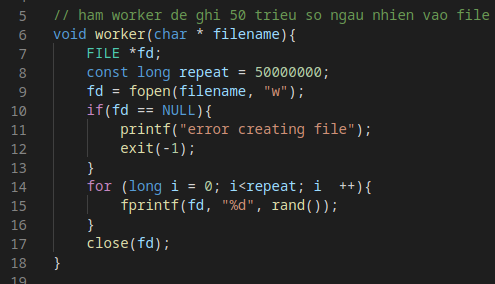 5 // ham worker de ghi 50 trieu so ngau nhien vao file
6 void worker(char * filename){
7 FILE *fd;
8 const long repeat = 50000000;
9 fd = fopen(filename, "w");
10 if(fd == NULL){
11 printf("error creating file");
12 exit(-1);
13 }
14 for (long i = 0; i<repeat; i  ++){
15 fprintf(fd, "%d", rand());
16 }
17 close(fd);
18 }
19